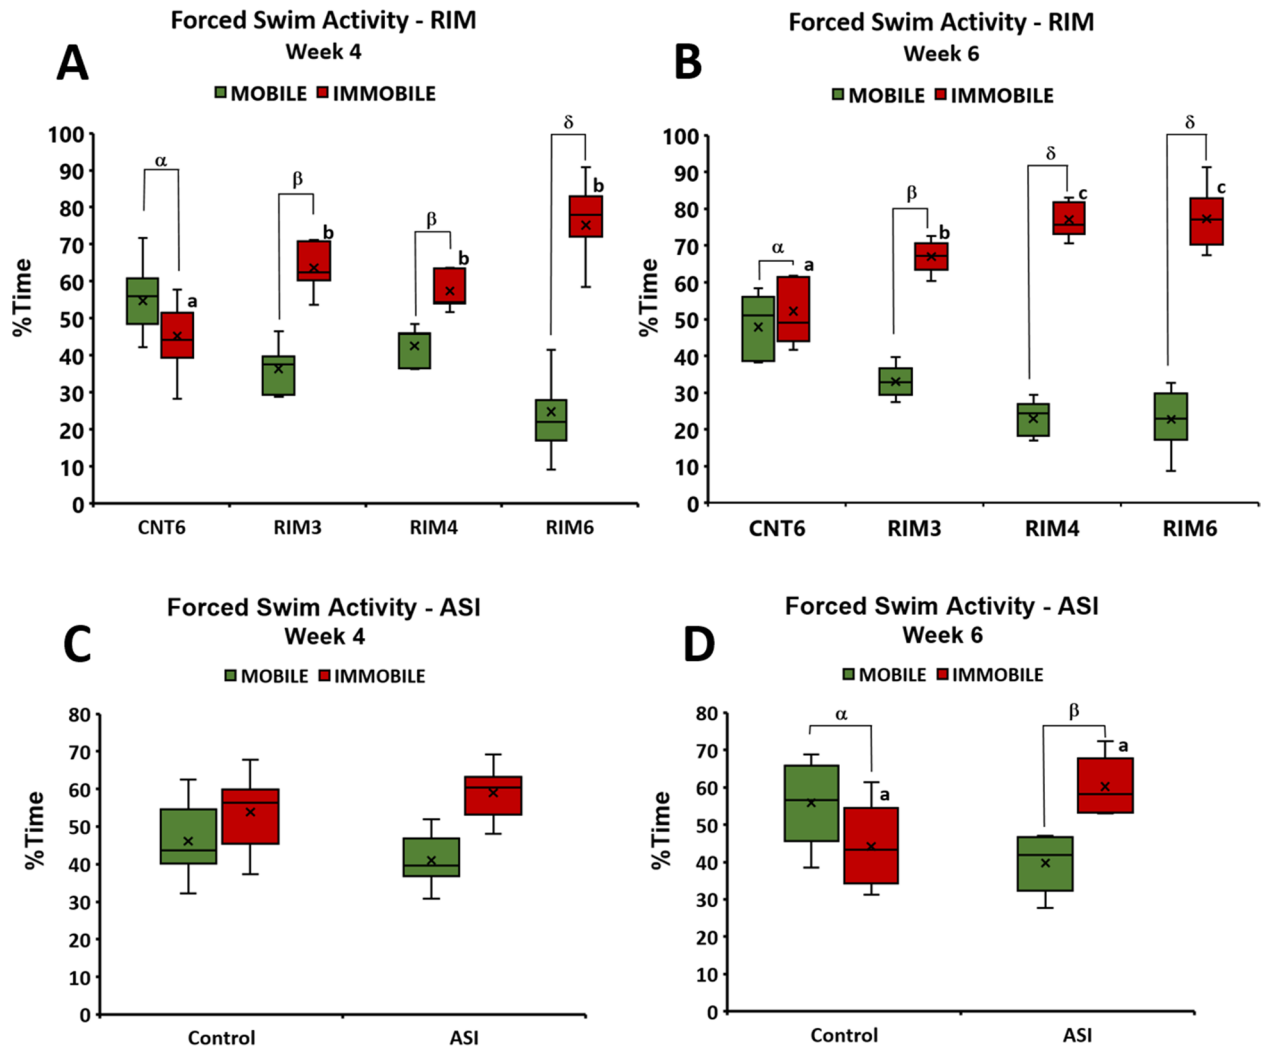 Forced Swim Activity - RIM
Week 4
A
MOBILE IMMOBILE
%Time
100
90
80
70
60
50
40
30
20
10
0
α
a
β
b
β
b
δ
b
CNT6 RIM3 RIM4 RIM6
Forced Swim Activity - RIM
Week 6
B
MOBILE IMMOBILE
%Time
100
90
80
70
60
50
40
30
20
10
0
α
a
β
b
δ
c
δ
c
CNT6 RIM3 RIM4 RIM6
Forced Swim Activity - ASI
Week 4
C
MOBILE IMMOBILE
%Time
80
70
60
50
40
30
20
10
0
Control ASI
Forced Swim Activity - ASI
Week 6
D
MOBILE IMMOBILE
%Time
80
70
60
50
40
30
20
10
0
α
a
β
a
Control ASI